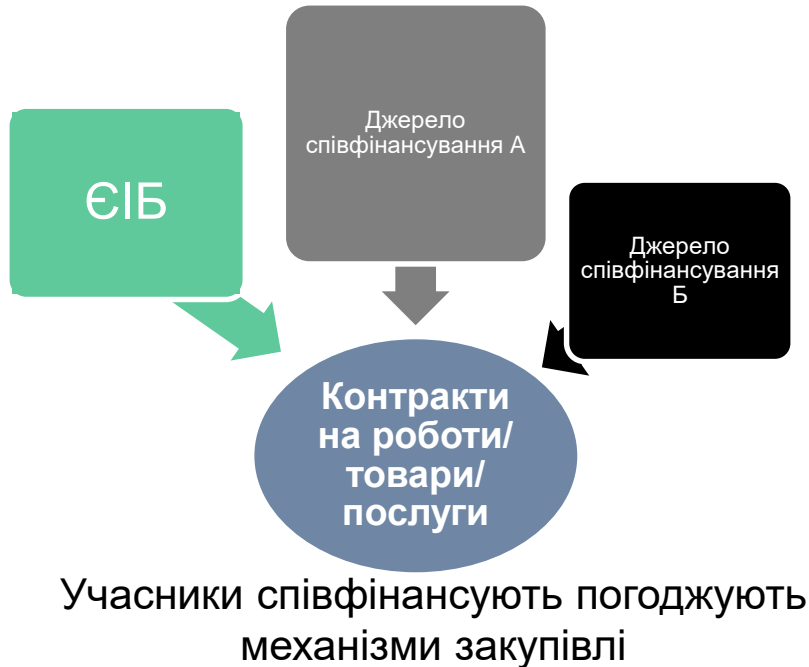 ЄІБ
Джерело
співфінансування А
Джерело
співфінансування
Б
Контракти
на роботи/
товари/
послуги
Учасники співфінансують погоджують
механізми закупівлі